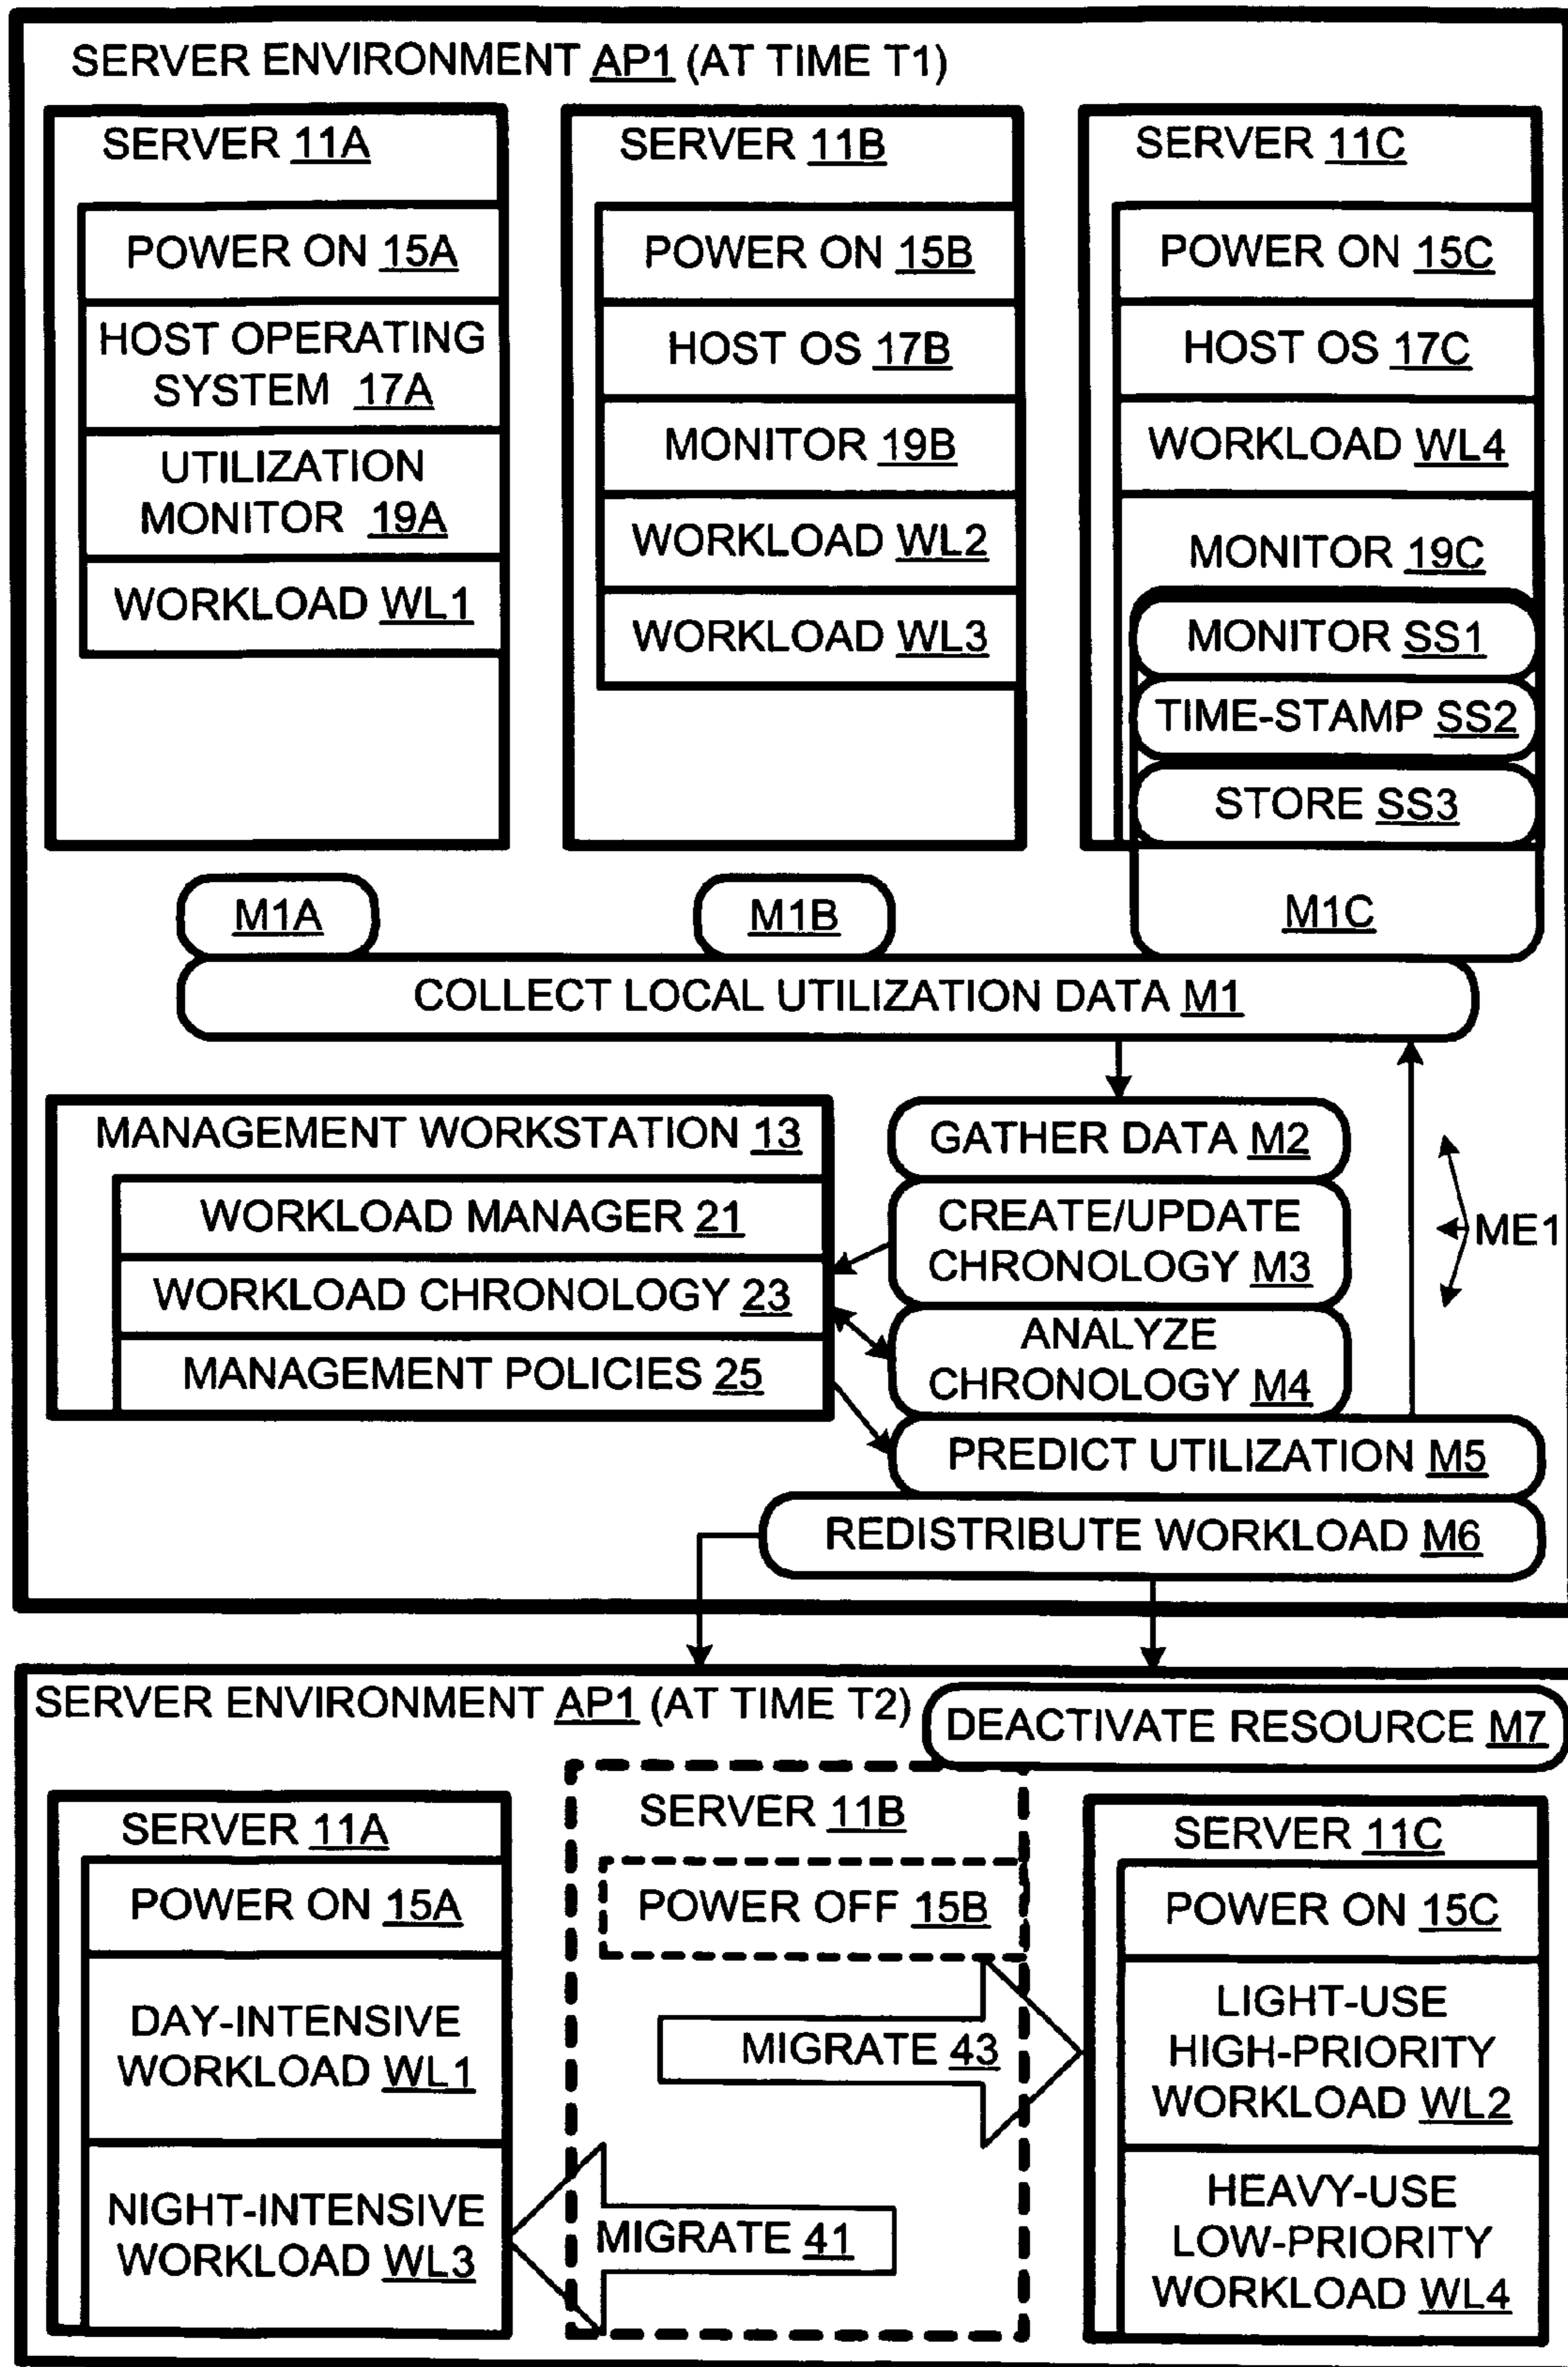 SERVER ENVIRONMENT AP1 (AT TIME T1)
SERVER 11A
POWER ON 15A
HOST OPERATING
SYSTEM 17A
UTILIZATION
MONITOR 19A
WORKLOAD WL1
SERVER 11B
POWER ON 15B
HOST OS 17B
MONITOR 19B
WORKLOAD WL2
WORKLOAD WL3
SERVER 11C
POWER ON 15C
HOST OS 17C
WORKLOAD WL4
MONITOR 19C
MONITOR SS1
TIME-STAMP SS2
STORE SS3
M1A
M1B
M1C
COLLECT LOCAL UTILIZATION DATA M1
MANAGEMENT WORKSTATION 13
WORKLOAD MANAGER 21
WORKLOAD CHRONOLOGY 23
MANAGEMENT POLICIES 25
GATHER DATA M2
CREATE/UPDATE
CHRONOLOGY M3
ANALYZE
CHRONOLOGY M4
PREDICT UTILIZATION M5
REDISTRIBUTE WORKLOAD M6
ME1
SERVER ENVIRONMENT AP1 (AT TIME T2)
DEACTIVATE RESOURCE M7
SERVER 11A
POWER ON 15A
DAY-INTENSIVE
WORKLOAD WL1
NIGHT-INTENSIVE
WORKLOAD WL3
SERVER 11B
POWER OFF 15B
MIGRATE 43
MIGRATE 41
SERVER 11C
POWER ON 15C
LIGHT-USE
HIGH-PRIORITY
WORKLOAD WL2
HEAVY-USE
LOW-PRIORITY
WORKLOAD WL4